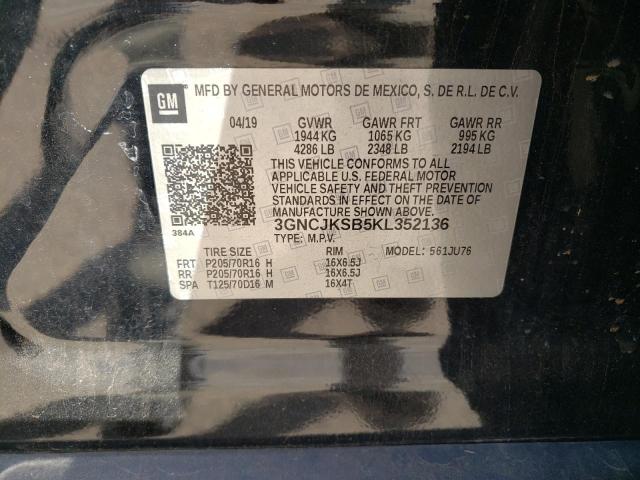 GM
MFD BY GENERAL MOTORS DE MEXICO, S. DE R.L. DE C.V.
04/19 GVWR GAWR FRT GAWR RR
1944 KG 1065 KG 995 KG
4286 LB 2348 LB 2194 LB
THIS VEHICLE CONFORMS TO ALL
APPLICABLE U.S. FEDERAL MOTOR
VEHICLE SAFETY AND THEFT PREVENTION
STANDARDS IN EFFECT ON THE DATE OF
MANUFACTURE SHOWN ABOVE.
384A 3GNCJKSB5KL352136
TYPE: M.P.V.
TIRE SIZE RIM MODEL: 561JU76
FRT P205/70R16 H 16X6.5J
RR P205/70R16 H 16X6.5J
SPA T125/70D16 M 16X4T